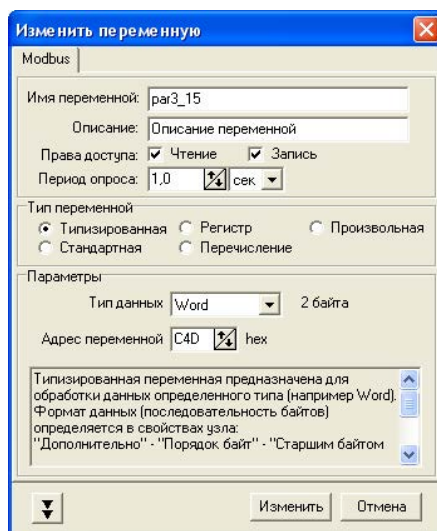 Изменить переменную
Modbus
Имя переменной: par3_15
Описание: Описание переменной
Права доступа: Чтение Запись
Период опроса: 1,0 сек
Тип переменной
Типизированная Регистр Произвольная
Стандартная Перечисление
Параметры
Тип данных Word 2 байта
Адрес переменной C4D hex
Типизированная переменная предназначена для
обработки данных определенного типа (например Word).
Формат данных (последовательность байтов)
определяется в свойствах узла:
"Дополнительно" - "Порядок байт" - "Старшим байтом
Изменить Отмена